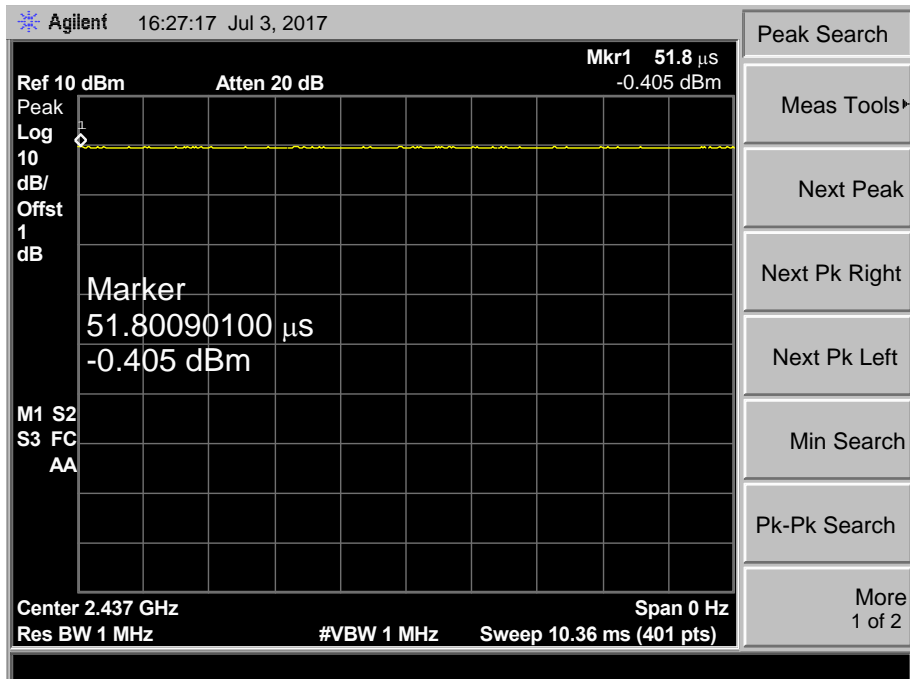 Agilent 16:27:17 Jul 3, 2017
Mkr1 51.8 μs
Ref 10 dBm Atten 20 dB -0.405 dBm
Peak
Log
10
dB/
Offst
1
dB
1
Marker
51.80090100 μs
-0.405 dBm
M1 S2
S3 FC
AA
Center 2.437 GHz Span 0 Hz
Res BW 1 MHz #VBW 1 MHz Sweep 10.36 ms (401 pts)
Peak Search
Meas Tools
Next Peak
Next Pk Right
Next Pk Left
Min Search
Pk-Pk Search
More
1 of 2